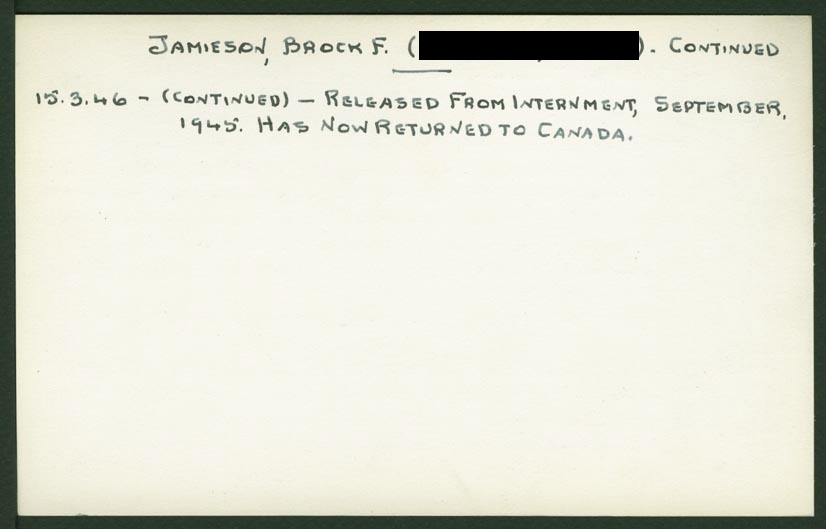 JAMIESON, BROCK F. ( ). CONTINUED
15.3.46 - (CONTINUED) - RELEASED FROM INTERNMENT, SEPTEMBER,
1945. HAS NOW RETURNED TO CANADA.